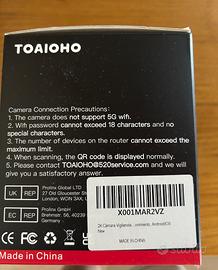 TOAIOHO
Camera Connection Precautions:
1. The camera does not support 5G wifi.
2. Wifi password cannot exceed 18 characters and no
special characters.
3. The number of devices on the router cannot exceed the
maximum limit.
4. When scanning, the QR code is displayed normally.
5. Please contact TOAIOHO@520service.com and we will
give you a satisfactory answer.
UK REP
Prolinx Global LTD
27 Old Gloucester
London
EC REP
Prolinx
Brehmstr. 56, 40239
Germany
X001MAR2VZ
New
MADE IN CHINA
Made in China